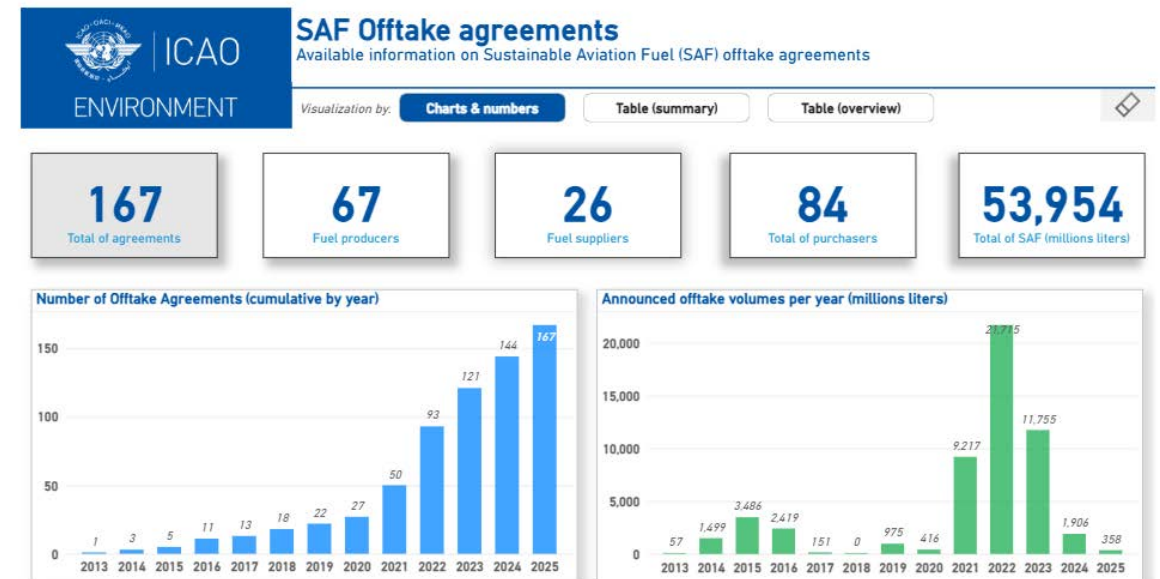 ICAO · OACI · ИКАО
ICAO
ENVIRONMENT
SAF Offtake agreements
Available information on Sustainable Aviation Fuel (SAF) offtake agreements
Visualization by:
Charts & numbers
Table (summary)
Table (overview)
167
Total of agreements
67
Fuel producers
26
Fuel suppliers
84
Total of purchasers
53,954
Total of SAF (millions liters)
Number of Offtake Agreements (cumulative by year)
150
100
50
0
1
3
5
11
13
18
22
27
50
93
121
144
167
2013 2014 2015 2016 2017 2018 2019 2020 2021 2022 2023 2024 2025
Announced offtake volumes per year (millions liters)
20,000
15,000
10,000
5,000
0
57
1,499
3,486
2,419
151
0
975
416
9,217
21,715
11,755
1,906
358
2013 2014 2015 2016 2017 2018 2019 2020 2021 2022 2023 2024 2025